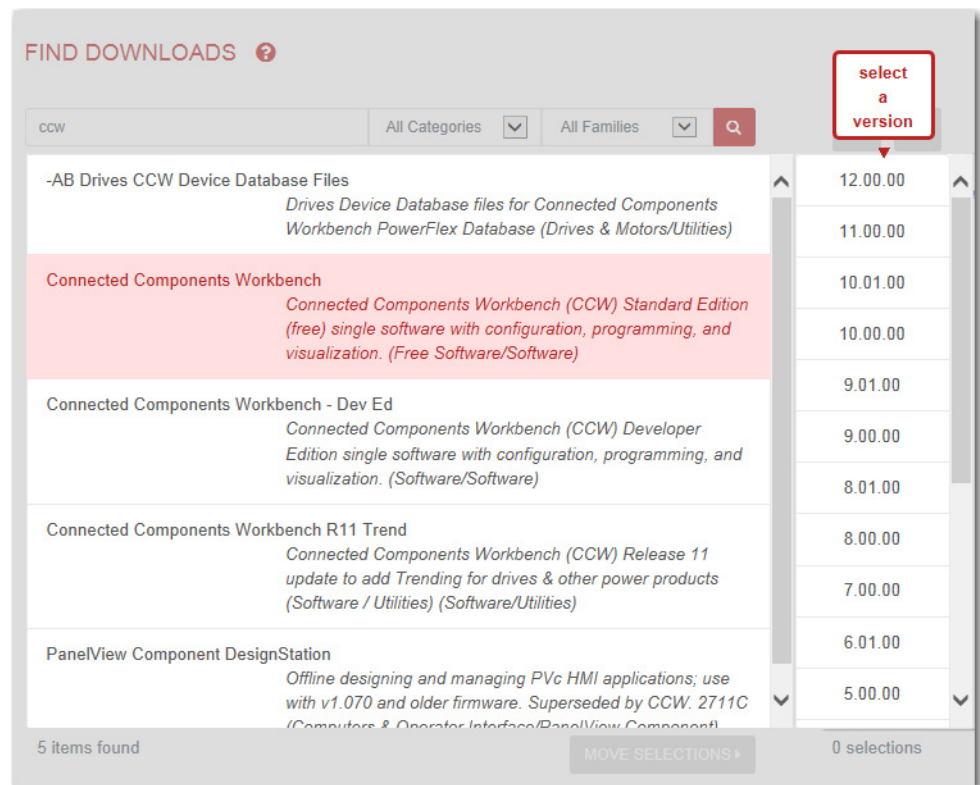 FIND DOWNLOADS ?
select
a
version
ccw
All Categories
All Families
-AB Drives CCW Device Database Files
Drives Device Database files for Connected Components
Workbench PowerFlex Database (Drives & Motors/Utilities)
Connected Components Workbench
Connected Components Workbench (CCW) Standard Edition
(free) single software with configuration, programming, and
visualization. (Free Software/Software)
Connected Components Workbench - Dev Ed
Connected Components Workbench (CCW) Developer
Edition single software with configuration, programming, and
visualization. (Software/Software)
Connected Components Workbench R11 Trend
Connected Components Workbench (CCW) Release 11
update to add Trending for drives & other power products
(Software / Utilities) (Software/Utilities)
PanelView Component DesignStation
Offline designing and managing PVc HMI applications; use
with v1.070 and older firmware. Superseded by CCW. 2711C
(Computers & Operator Interface/PanelView Component)
12.00.00
11.00.00
10.01.00
10.00.00
9.01.00
9.00.00
8.01.00
8.00.00
7.00.00
6.01.00
5.00.00
5 items found
MOVE SELECTIONS
0 selections